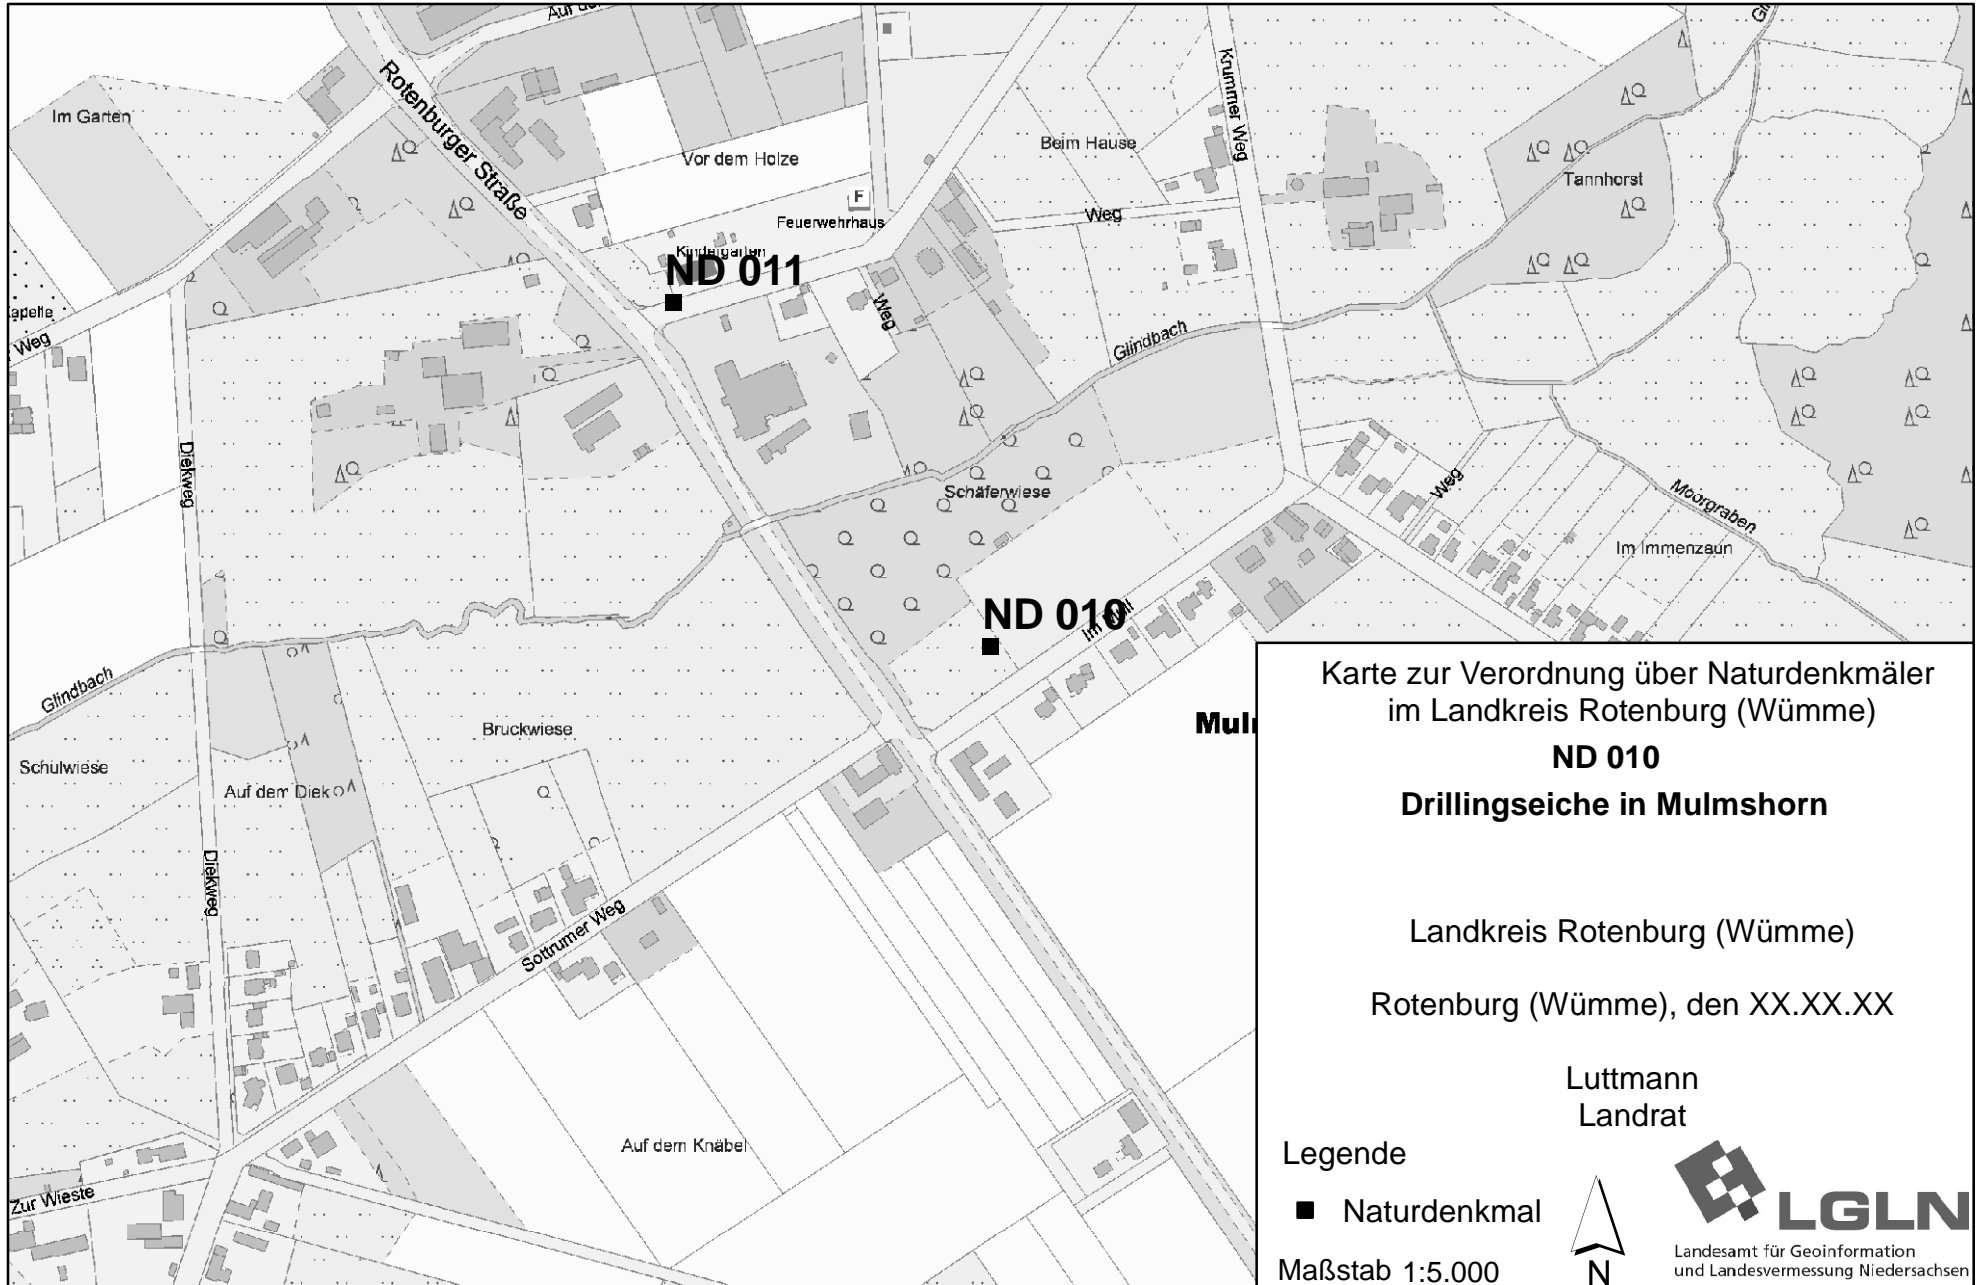 Rotenburger Straße
Krummer Weg
Im Garten
Vor dem Holze
Beim Hause
Tannhorst
F
Feuerwehrhaus
Weg
Kindergarten
ND 011
Weg
Weg
Glindbach
Diekweg
Schäferwiese
Weg
Moorgraben
Im Immenzaun
ND 010
Glindbach
Bruckwiese
Schulwiese
Auf dem Diek
Diekweg
Sottrumer Weg
Auf dem Knäbel
Zur Wieste
Karte zur Verordnung über Naturdenkmäler
im Landkreis Rotenburg (Wümme)
ND 010
Drillingseiche in Mulmshorn
Landkreis Rotenburg (Wümme)
Rotenburg (Wümme), den XX.XX.XX
Luttmann
Landrat
Legende
Naturdenkmal
Maßstab 1:5.000
N
LGLN
Landesamt für Geoinformation
und Landesvermessung Niedersachsen